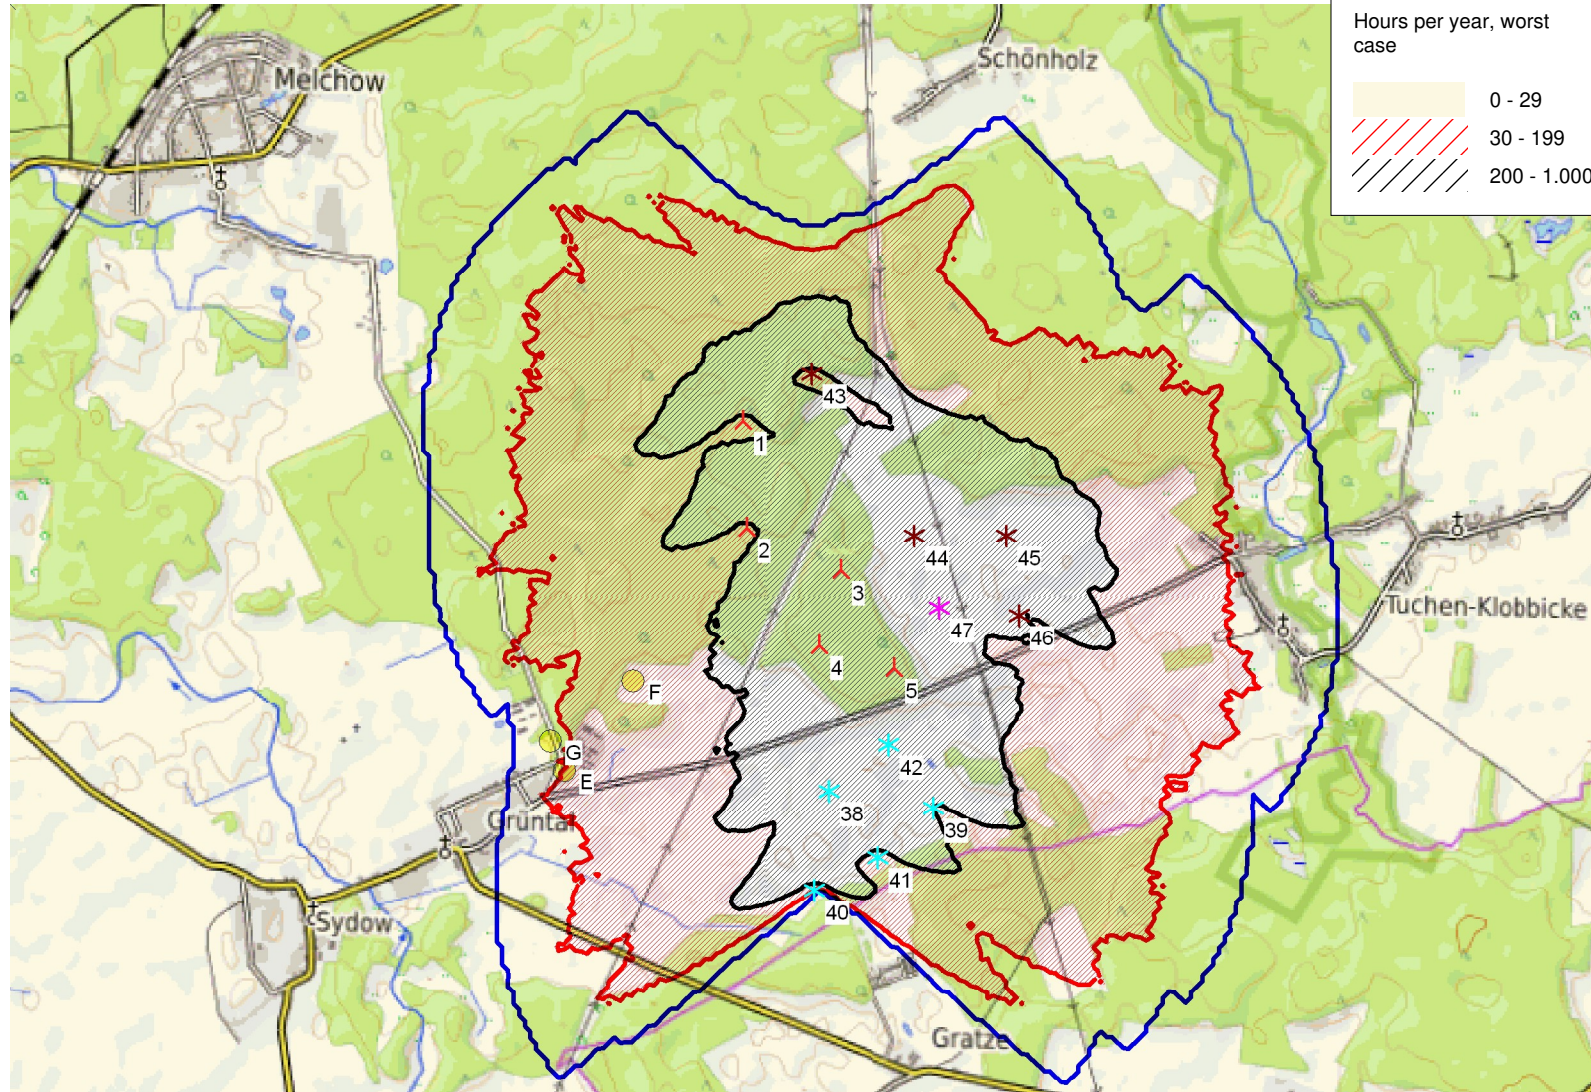 Hours per year, worst
case
0 - 29
30 - 199
200 - 1.000
Melchow
Schönholz
43
1
2
3
44
45
47
46
4
5
F
G
E
42
38
39
41
40
Tuchen-Klobbicke
Grüntal
Sydow
Gratze